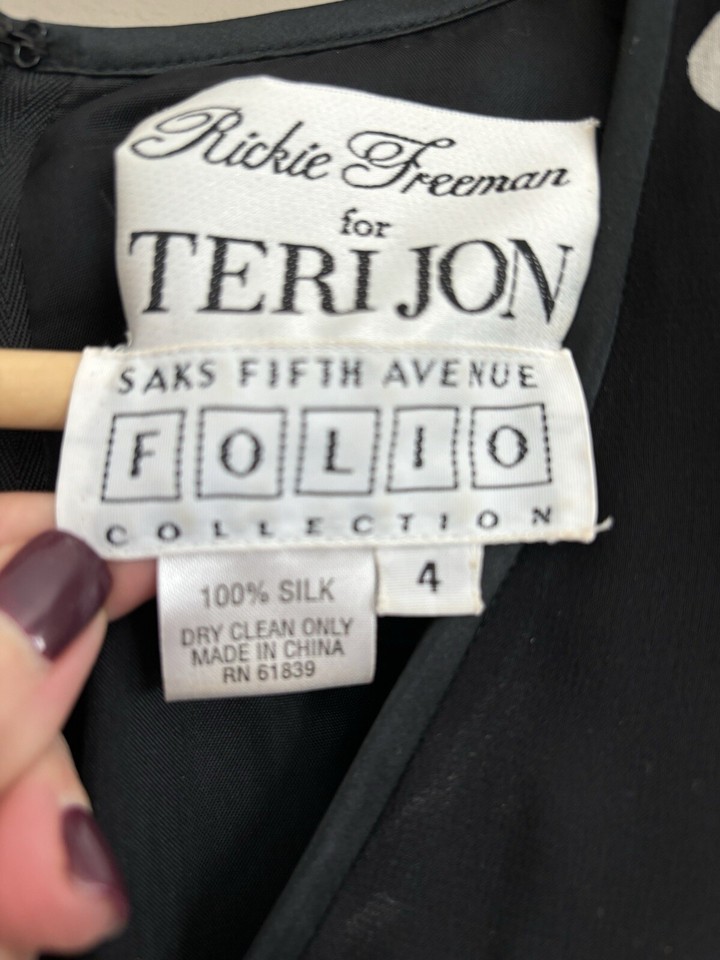 Rickie Freeman
for
TERI JON
SAKS FIFTH AVENUE
FOLIO
COLLECTION
4
100% SILK
DRY CLEAN ONLY
MADE IN CHINA
RN 61839